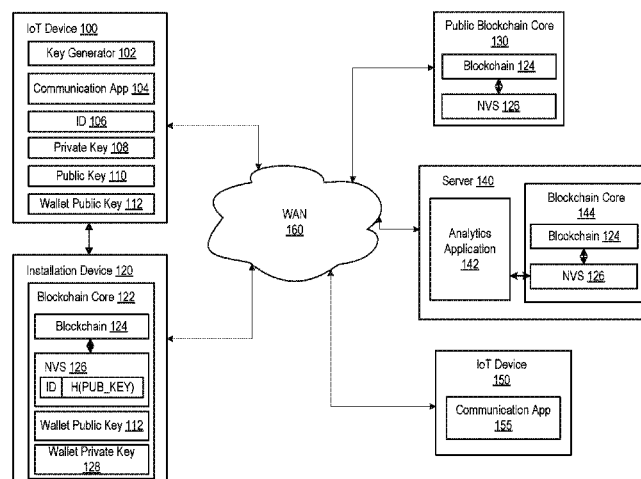 IoT Device 100
Key Generator 102
Communication App 104
ID 106
Private Key 108
Public Key 110
Wallet Public Key 112
Installation Device 120
Blockchain Core 122
Blockchain 124
NVS 126
ID H(PUB_KEY)
Wallet Public Key 112
Wallet Private Key
128
WAN
160
Public Blockchain Core
130
Blockchain 124
NVS 126
Server 140
Analytics
Application
142
Blockchain Core
144
Blockchain 124
NVS 126
IoT Device
150
Communication App
155